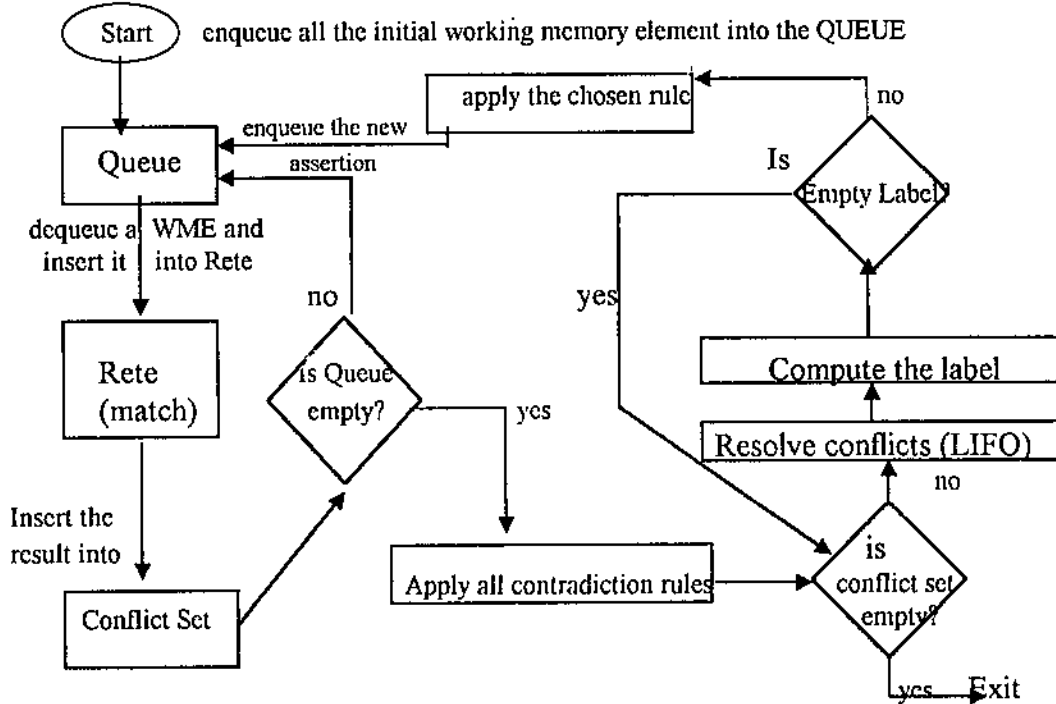 Start
enqueue all the initial working memory element into the QUEUE
apply the chosen rule
no
enqueue the new
assertion
Queue
Is
Empty Label?
dequeue a WME and
insert it into Rete
no
yes
Rete
(match)
is Queue
empty?
yes
Compute the label
Resolve conflicts (LIFO)
no
Insert the
result into
Conflict Set
Apply all contradiction rules
is
conflict set
empty?
yes
Exit